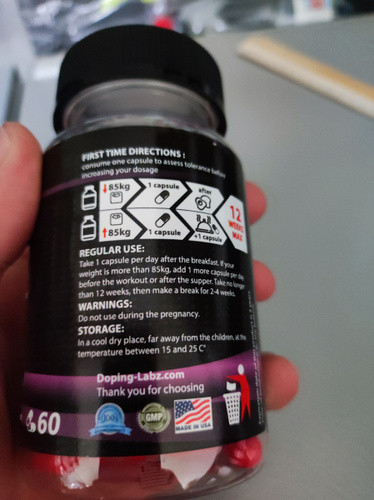 FIRST TIME DIRECTIONS :
consume one capsule to assess tolerance before
increasing your dosage
85kg 1 capsule after
85kg 1 capsule +1 capsule
12
WEEKS
MAX
REGULAR USE:
Take 1 capsule per day after the breakfast. If your
weight is more than 85kg, add 1 more capsule per day
before the workout or after the supper. Take no longer
than 12 weeks, then make a break for 2-4 weeks.
WARNINGS:
Do not use during the pregnancy.
STORAGE:
In a cool dry place, far away from the children, at the
temperature between 15 and 25 C°
Doping-Labz.com
Thank you for choosing
60
GMP
MADE IN USA